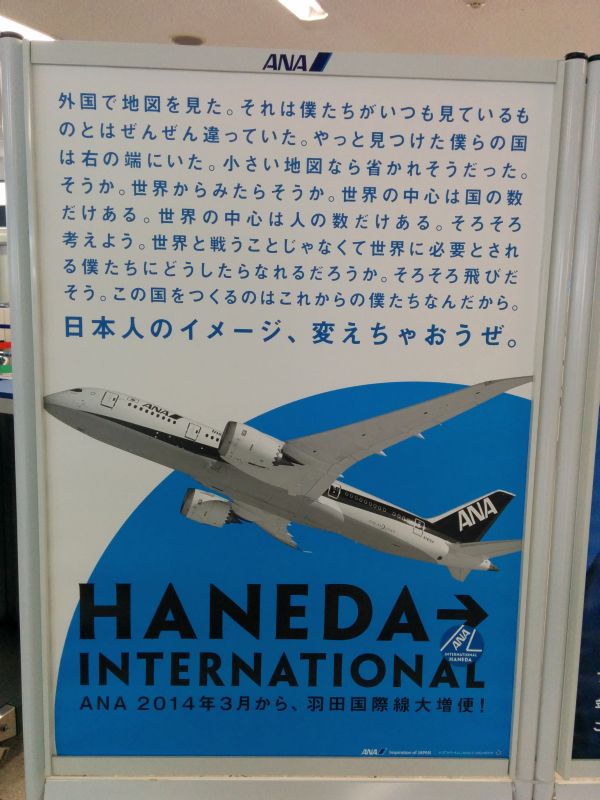 ANA
外国で地図を見た。それは僕たちがいつも見ているも
のとはぜんぜん違っていた。やっと見つけた僕らの国
は右の端にいた。小さい地図なら省かれそうだった。
そうか。世界からみたらそうか。世界の中心は国の数
だけある。世界の中心は人の数だけある。そろそろ
考えよう。世界と戦うことじゃなくて世界に必要とされ
る僕たちにどうしたらなれるだろうか。そろそろ飛びだ
そう。この国をつくるのはこれからの僕たちなんだから。
日本人のイメージ、変えちゃおうぜ。
ANA
ANA
HANEDA→
INTERNATIONAL
ANA
INTERNATIONAL
HANEDA
ANA 2014年3月から、羽田国際線大増便！
ANA Inspiration of JAPAN
A STAR ALLIANCE MEMBER